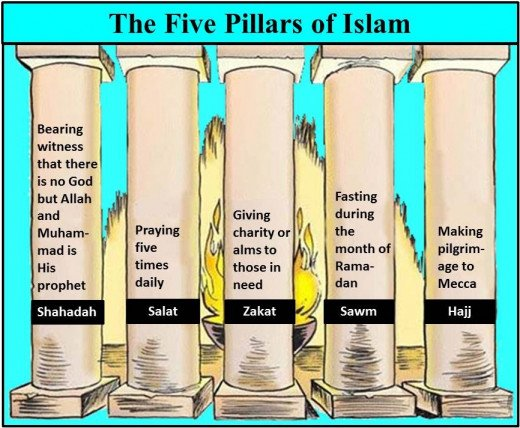 The Five Pillars of Islam
Bearing
witness
that there
is no God
but Allah
and
Muham-
mad is
His
prophet
Shahadah
Praying
five
times
daily
Salat
Giving
charity or
alms to
those in
need
Zakat
Fasting
during
the
month of
Rama-
dan
Sawm
Making
pilgrim-
age to
Mecca
Hajj